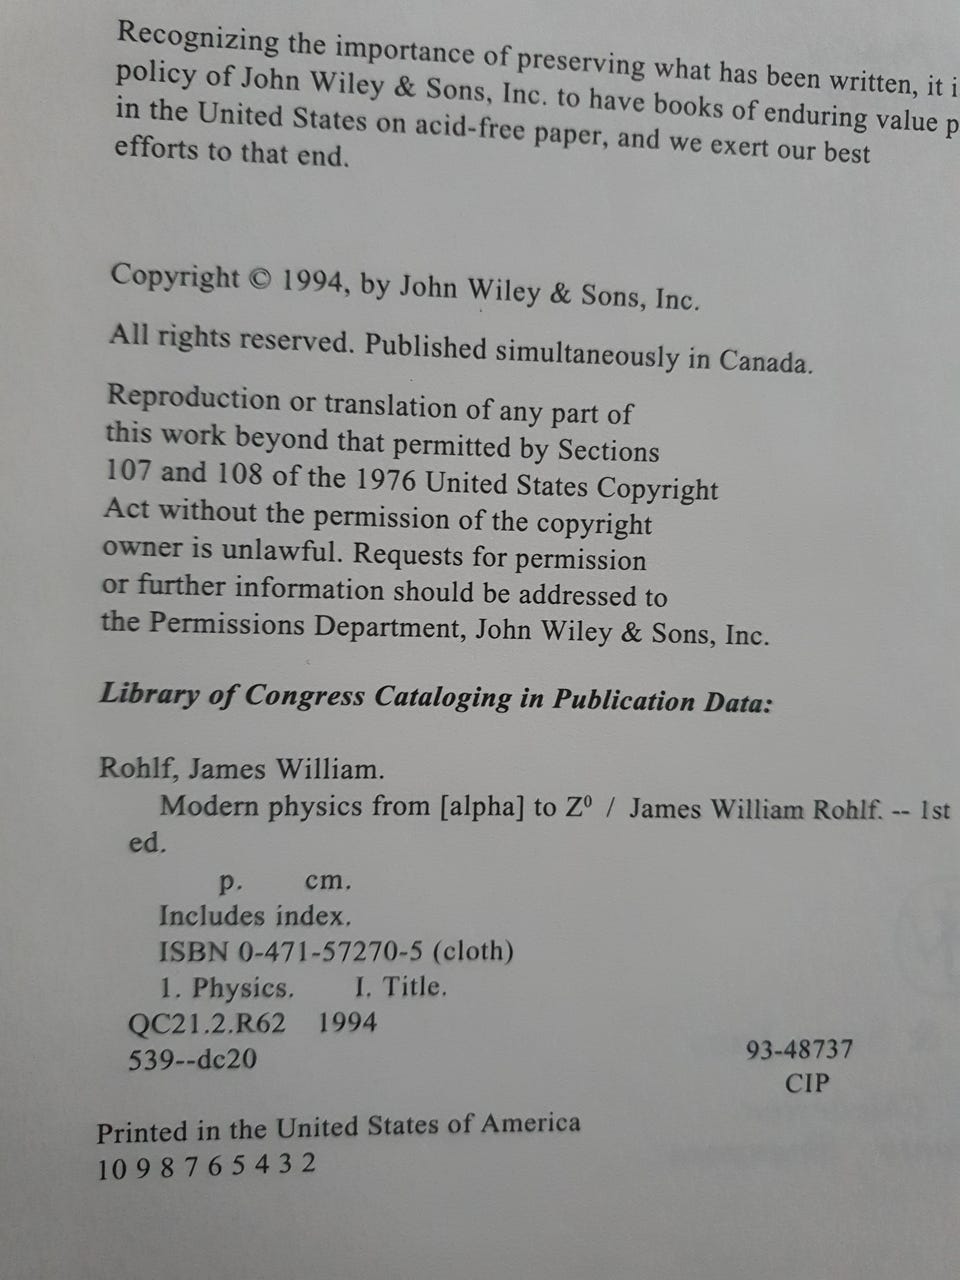 Recognizing the importance of preserving what has been written, it i
policy of John Wiley & Sons, Inc. to have books of enduring value p
in the United States on acid-free paper, and we exert our best
efforts to that end.
Copyright © 1994, by John Wiley & Sons, Inc.
All rights reserved. Published simultaneously in Canada.
Reproduction or translation of any part of
this work beyond that permitted by Sections
107 and 108 of the 1976 United States Copyright
Act without the permission of the copyright
owner is unlawful. Requests for permission
or further information should be addressed to
the Permissions Department, John Wiley & Sons, Inc.
Library of Congress Cataloging in Publication Data:
Rohlf, James William.
Modern physics from [alpha] to Z⁰ / James William Rohlf. -- 1st
ed.
p. cm.
Includes index.
ISBN 0-471-57270-5 (cloth)
1. Physics. I. Title.
QC21.2.R62 1994
539--dc20
93-48737
CIP
Printed in the United States of America
10 9 8 7 6 5 4 3 2